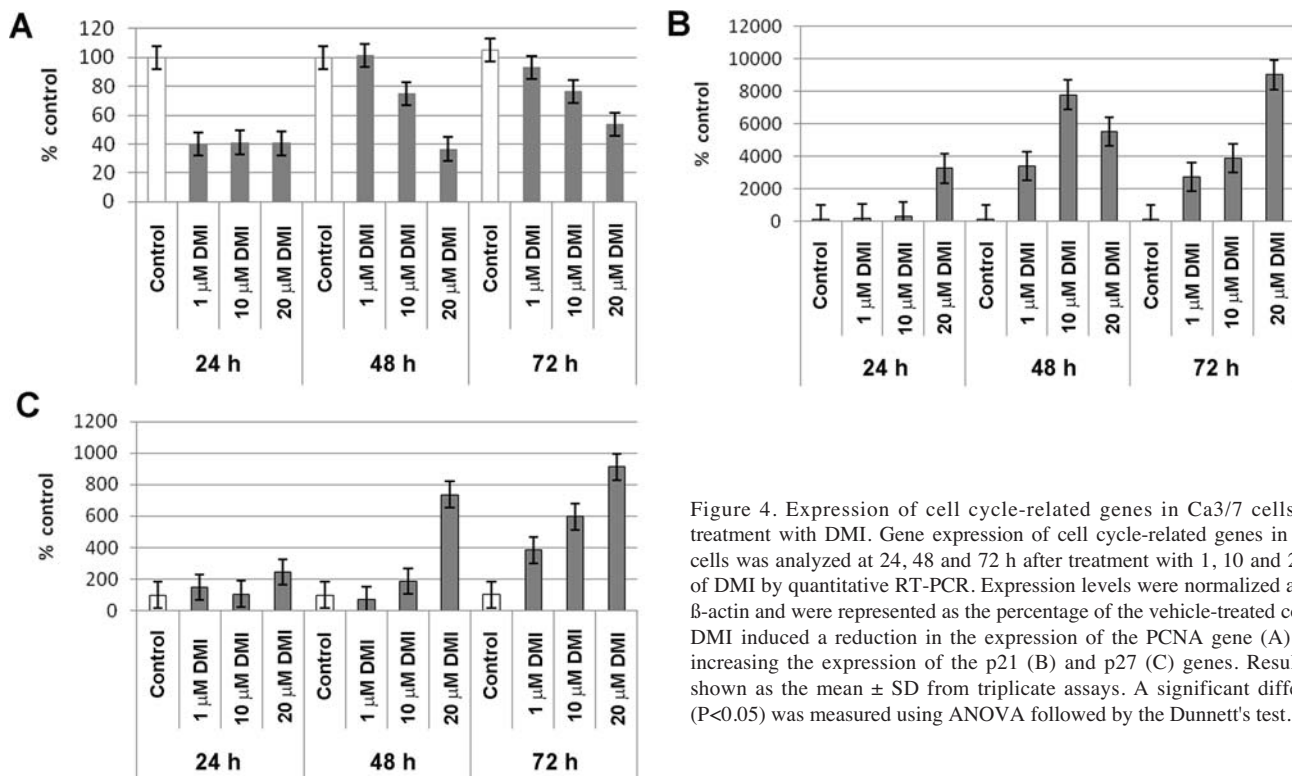 A
120
100
80
60
40
20
0
% control
Control
1 μM DMI
10 μM DMI
20 μM DMI
Control
1 μM DMI
10 μM DMI
20 μM DMI
Control
1 μM DMI
10 μM DMI
20 μM DMI
24 h
48 h
72 h
B
10000
8000
6000
4000
2000
0
% control
Control
1 μM DMI
10 μM DMI
20 μM DMI
Control
1 μM DMI
10 μM DMI
20 μM DMI
Control
1 μM DMI
10 μM DMI
20 μM DMI
24 h
48 h
72 h
C
1200
1000
800
600
400
200
0
% control
Control
1 μM DMI
10 μM DMI
20 μM DMI
Control
1 μM DMI
10 μM DMI
20 μM DMI
Control
1 μM DMI
10 μM DMI
20 μM DMI
24 h
48 h
72 h
Figure 4. Expression of cell cycle-related genes in Ca3/7 cells
treatment with DMI. Gene expression of cell cycle-related genes in
cells was analyzed at 24, 48 and 72 h after treatment with 1, 10 and 2
of DMI by quantitative RT-PCR. Expression levels were normalized a
ß-actin and were represented as the percentage of the vehicle-treated co
DMI induced a reduction in the expression of the PCNA gene (A)
increasing the expression of the p21 (B) and p27 (C) genes. Resul
shown as the mean ± SD from triplicate assays. A significant diffe
(P<0.05) was measured using ANOVA followed by the Dunnett's test.